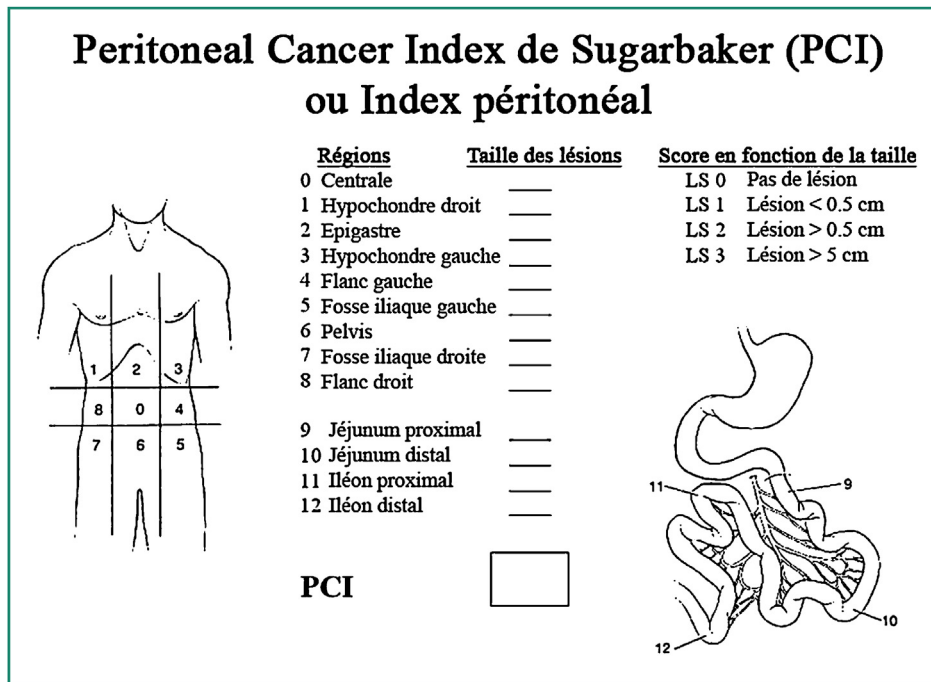 Peritoneal Cancer Index de Sugarbaker (PCI)
ou Index péritonéal
Régions Taille des lésions
0 Centrale
1 Hypochondre droit
2 Epigastre
3 Hypochondre gauche
4 Flanc gauche
5 Fosse iliaque gauche
6 Pelvis
7 Fosse iliaque droite
8 Flanc droit
9 Jéjunum proximal
10 Jéjunum distal
11 Iléon proximal
12 Iléon distal
PCI
Score en fonction de la taille
LS 0 Pas de lésion
LS 1 Lésion < 0.5 cm
LS 2 Lésion > 0.5 cm
LS 3 Lésion > 5 cm
1 2 3
8 0 4
7 6 5
11 9
10
12